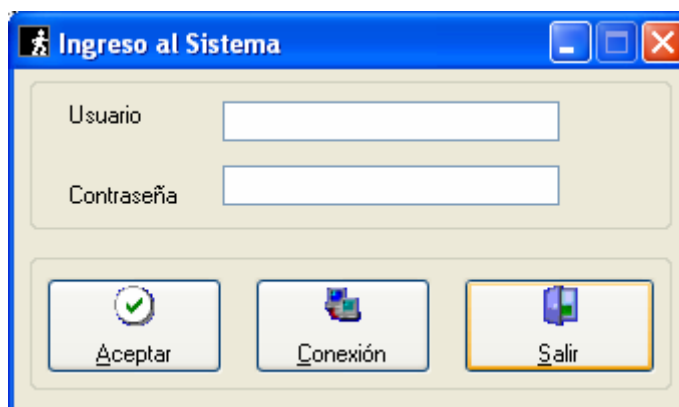 Ingreso al Sistema
Usuario
Contraseña
Aceptar Conexión Salir